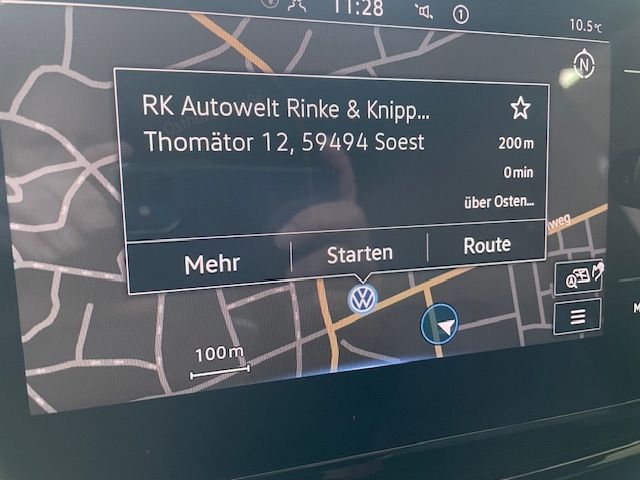 11:28
1
10.5°C
N
RK Autowelt Rinke & Knipp...
Thomätor 12, 59494 Soest
200 m
0 min
über Osten...
Mehr
Starten
Route
weg
100 m